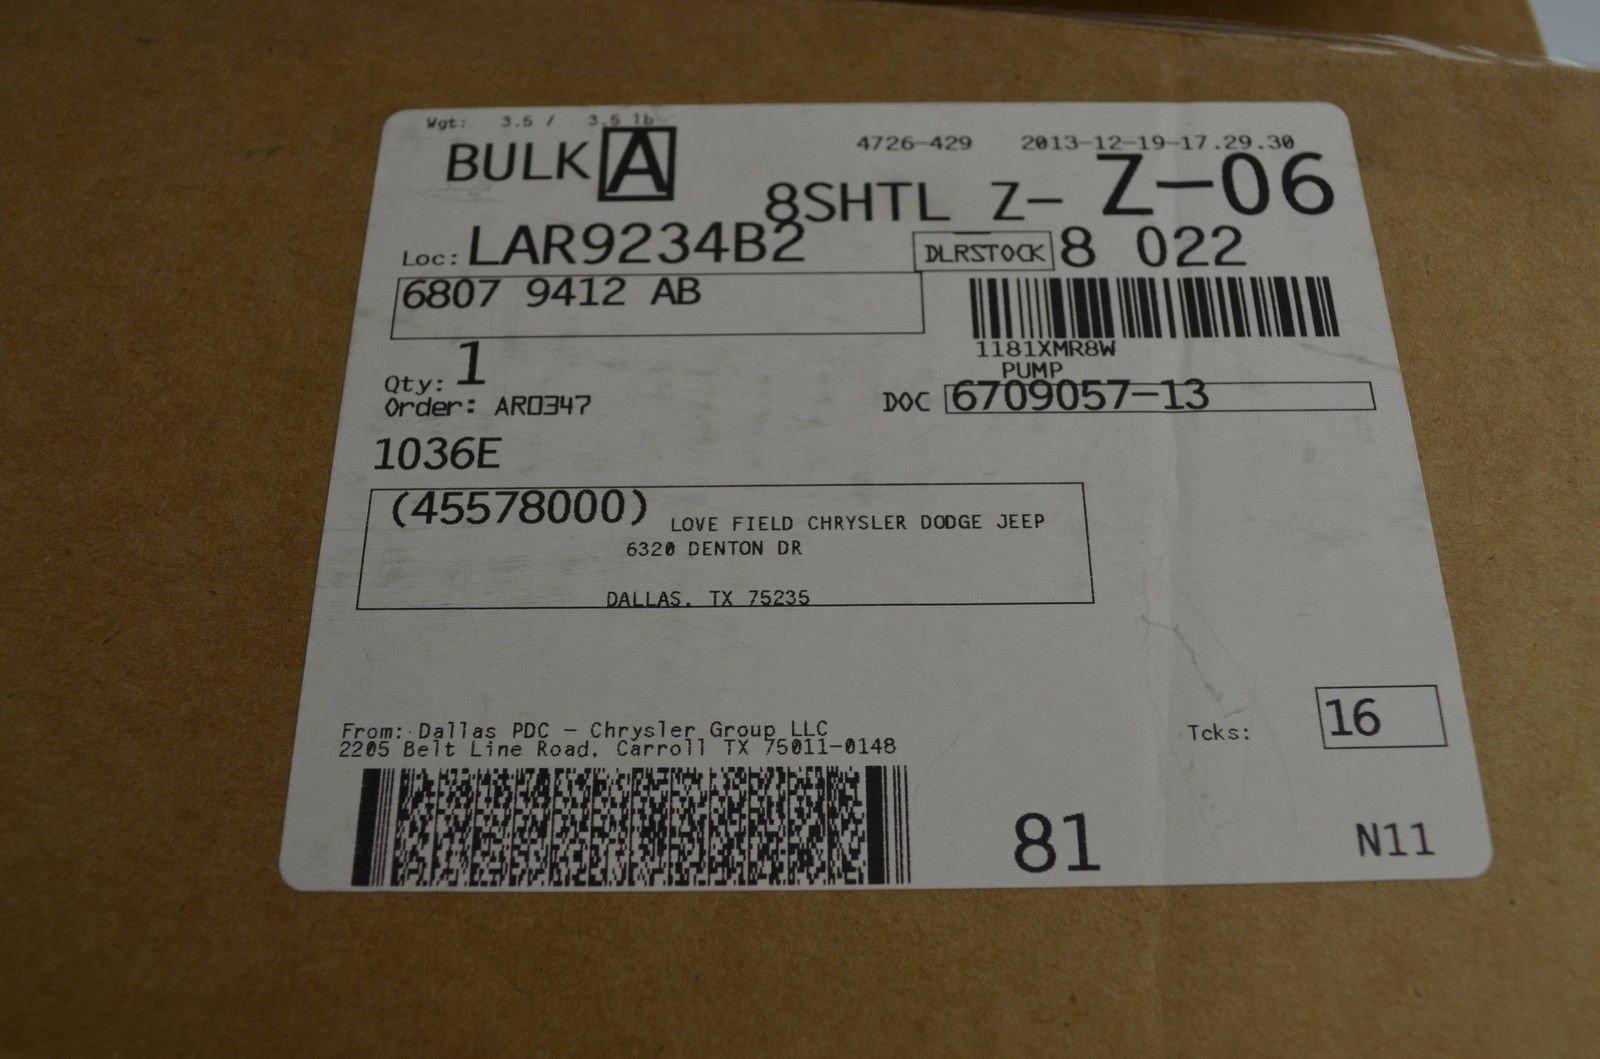 Wgt: 3.5 / 3.5 lb
4726-429 2013-12-19-17.29.30
BULK A
8SHTL Z- Z-06
Loc: LAR9234B2
DLRSTOCK 8 022
6807 9412 AB
1181XMR8W
PUMP
Qty: 1
Order: AR0347
DOC 6709057-13
1036E
(45578000) LOVE FIELD CHRYSLER DODGE JEEP
6320 DENTON DR
DALLAS, TX 75235
From: Dallas PDC - Chrysler Group LLC
2205 Belt Line Road, Carroll TX 75011-0148
Tcks: 16
81
N11